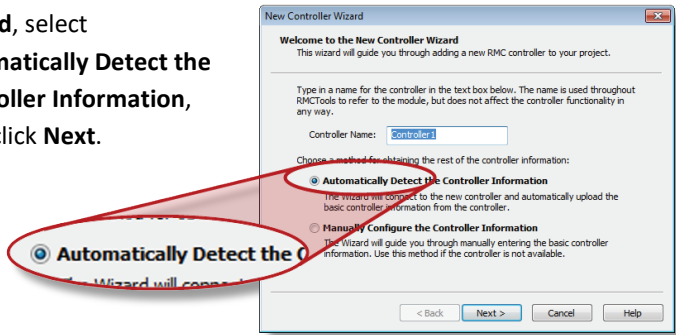 d, select
matically Detect the
oller Information,
click Next.
New Controller Wizard
Welcome to the New Controller Wizard
This wizard will guide you through adding a new RMC controller to your project.
Type in a name for the controller in the text box below. The name is used throughout
RMCTools to refer to the module, but does not affect the controller functionality in
any way.
Controller Name: Controller1
Choose a method for obtaining the rest of the controller information:
Automatically Detect the Controller Information
The Wizard will connect to the new controller and automatically upload the
basic controller information from the controller.
Manually Configure the Controller Information
The Wizard will guide you through manually entering the basic controller
information. Use this method if the controller is not available.
Automatically Detect the C
The Wizard will connect
< Back Next > Cancel Help